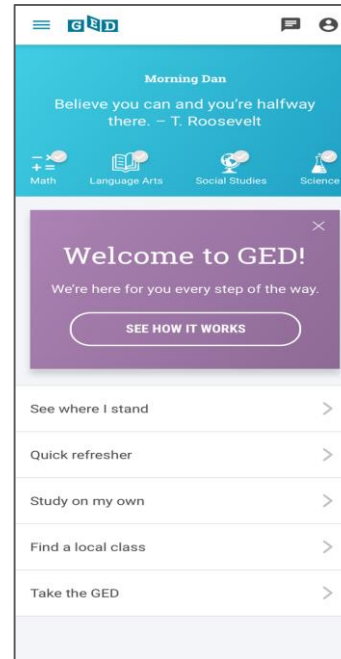 GED
Morning Dan
Believe you can and you're halfway
there. – T. Roosevelt
Math
Language Arts
Social Studies
Science
Welcome to GED!
We're here for you every step of the way.
SEE HOW IT WORKS
See where I stand
Quick refresher
Study on my own
Find a local class
Take the GED